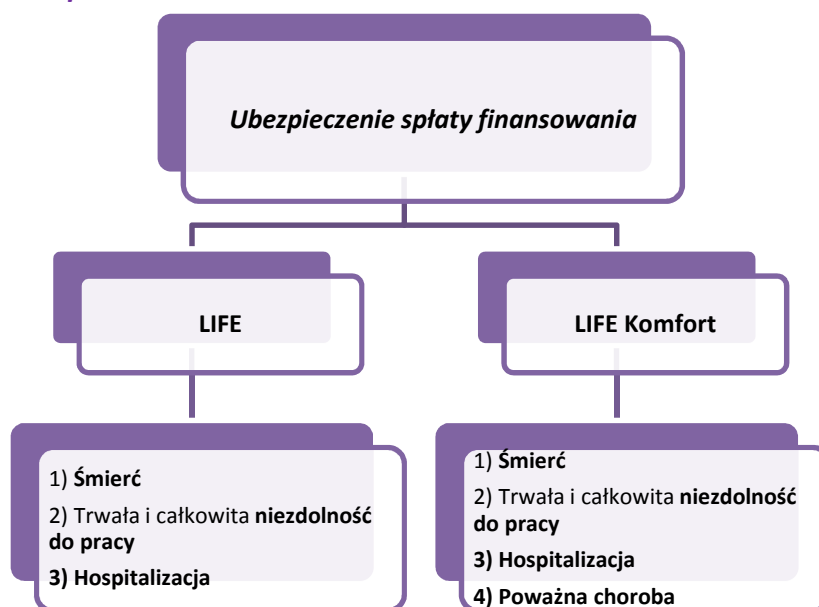 Ubezpieczenie spłaty finansowania
LIFE
LIFE Komfort
1) Śmierć
2) Trwała i całkowita niezdolność
do pracy
3) Hospitalizacja
1) Śmierć
2) Trwała i całkowita niezdolność
do pracy
3) Hospitalizacja
4) Poważna choroba